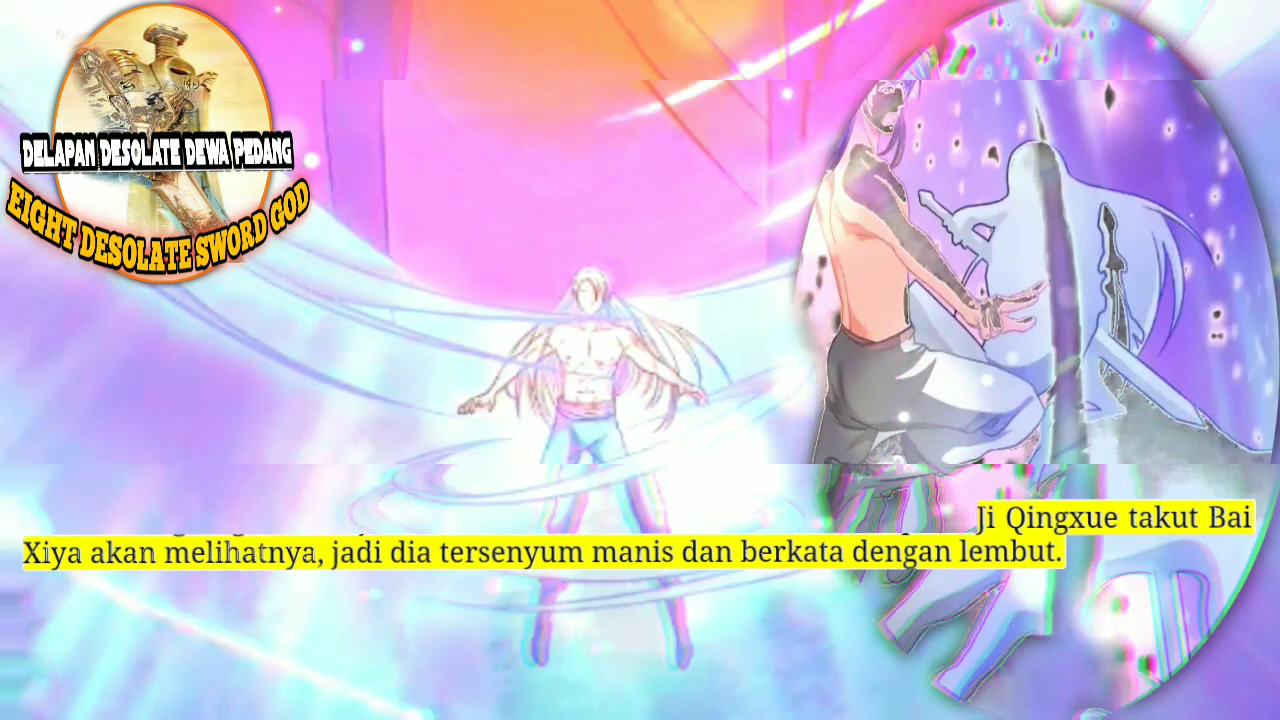 DELAPAN DESOLATE DEWA PEDANG
EIGHT DESOLATE SWORD GOD
Ji Qingxue takut Bai
Xiya akan melihatnya, jadi dia tersenyum manis dan berkata dengan lembut.